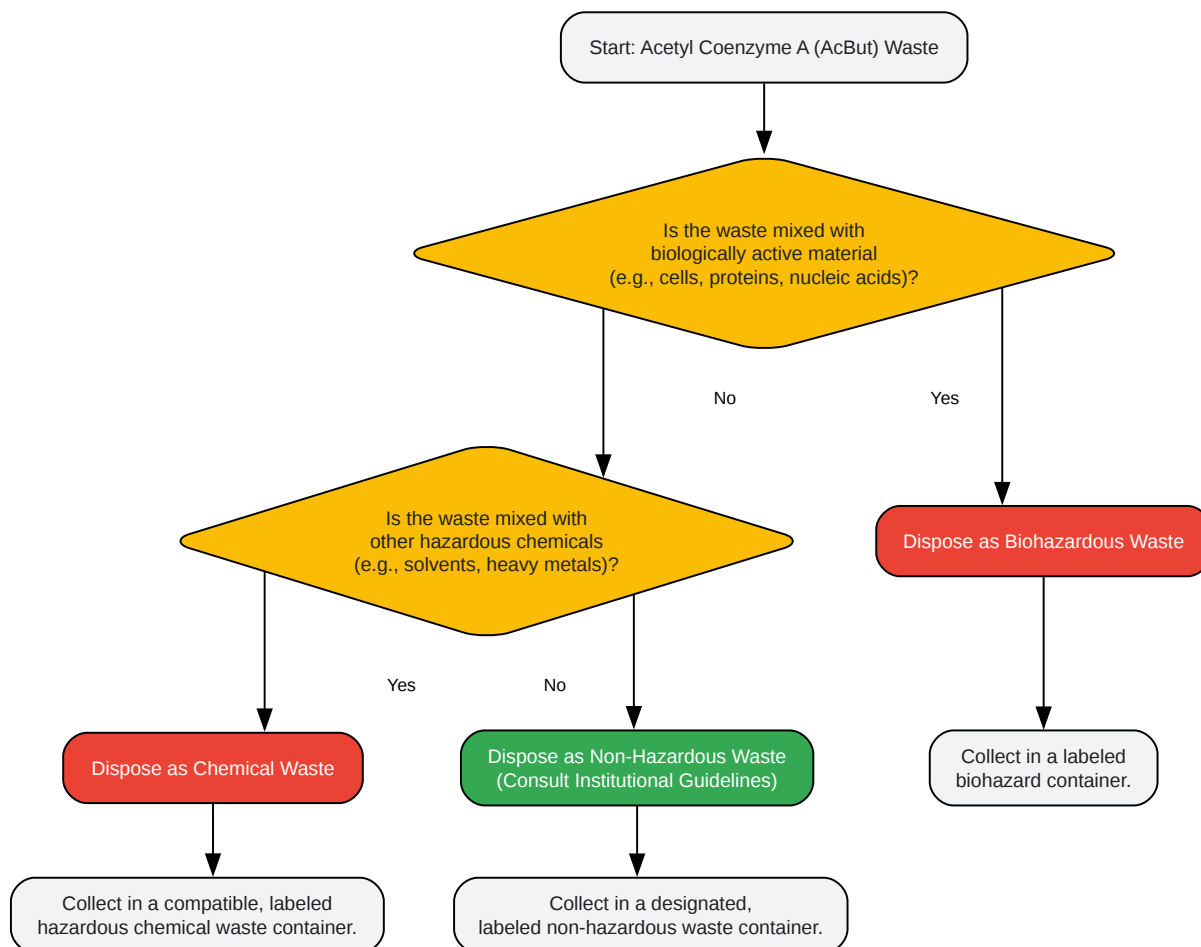 Start: Acetyl Coenzyme A (AcBut) Waste
Is the waste mixed with
biologically active material
(e.g., cells, proteins, nucleic acids)?
No
Yes
Is the waste mixed with
other hazardous chemicals
(e.g., solvents, heavy metals)?
Dispose as Biohazardous Waste
Yes
No
Dispose as Chemical Waste
Dispose as Non-Hazardous Waste
(Consult Institutional Guidelines)
Collect in a labeled
biohazard container.
Collect in a compatible, labeled
hazardous chemical waste container.
Collect in a designated,
labeled non-hazardous waste container.